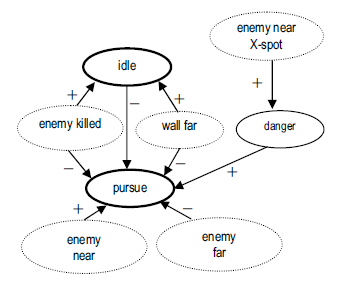 enemy near
X-spot
idle
+
+
−
+
enemy killed
wall far
danger
−
−
+
pursue
+
−
enemy
near
enemy
far